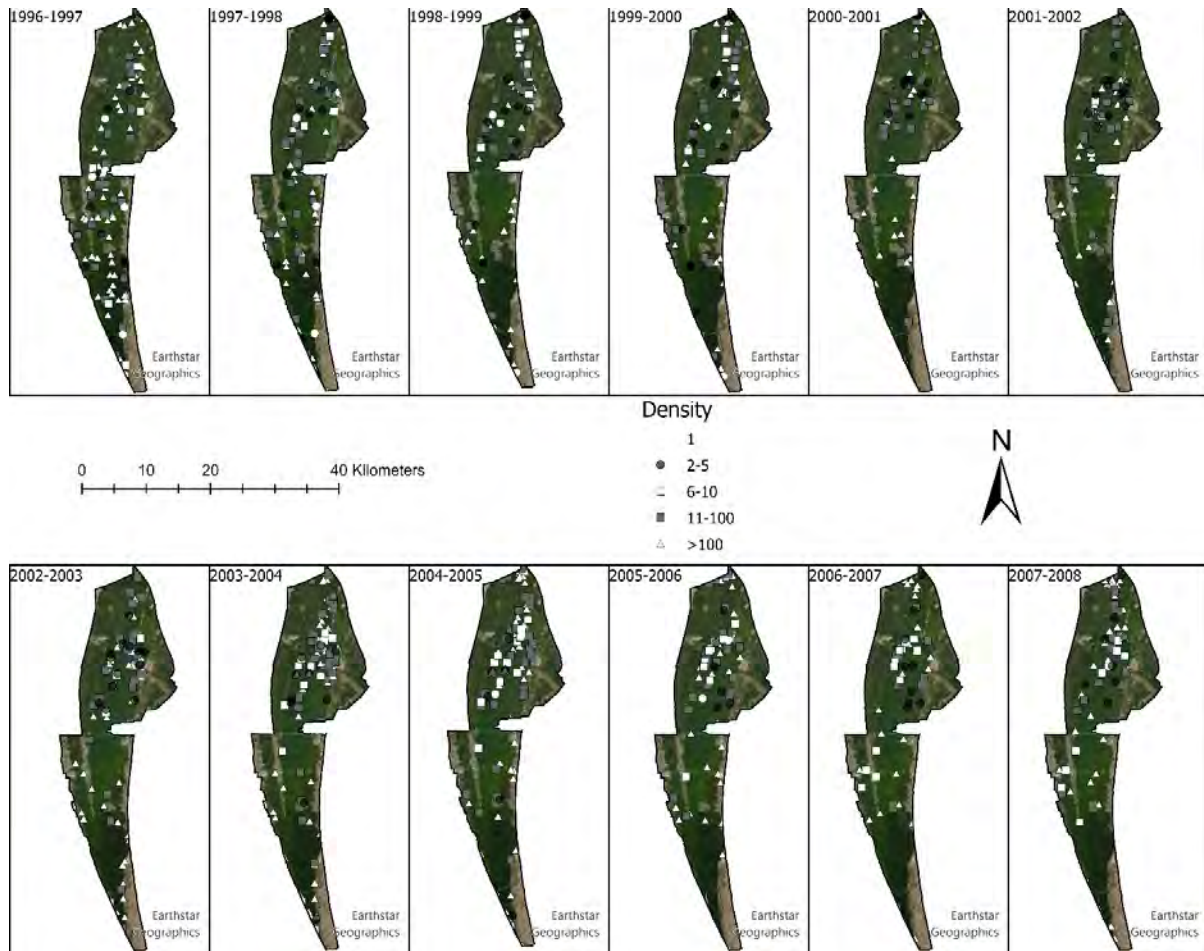 1996-1997
1997-1998
1998-1999
1999-2000
2000-2001
2001-2002
Earthstar
Geographics
Earthstar
Geographics
Earthstar
Geographics
Earthstar
Geographics
Earthstar
Geographics
Earthstar
Geographics
Density
1
2-5
6-10
11-100
>100
0 10 20 40 Kilometers
N
2002-2003
2003-2004
2004-2005
2005-2006
2006-2007
2007-2008
Earthstar
Geographics
Earthstar
Geographics
Earthstar
Geographics
Earthstar
Geographics
Earthstar
Geographics
Earthstar
Geographics